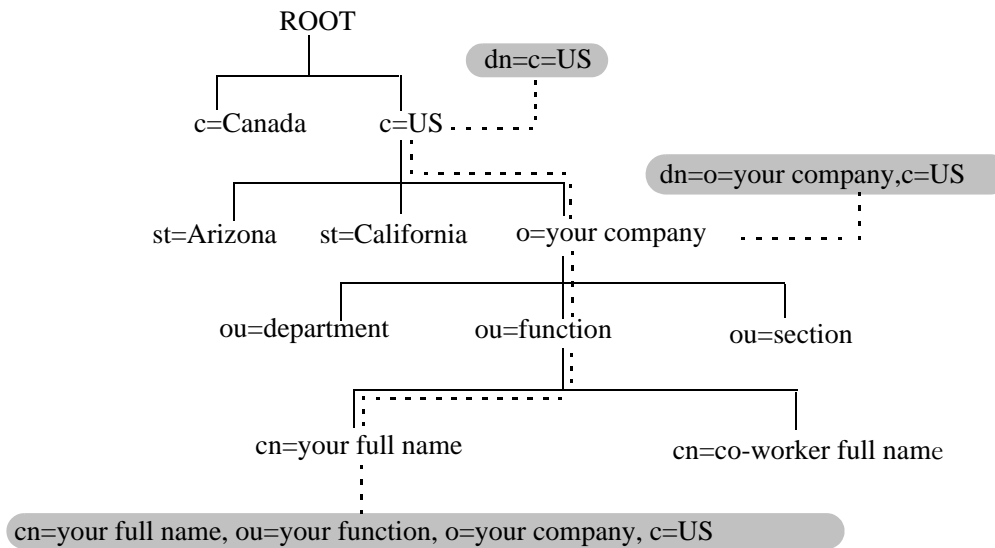 ROOT
dn=c=US
c=Canada
c=US
dn=o=your company,c=US
st=Arizona
st=California
o=your company
ou=department
ou=function
ou=section
cn=your full name
cn=co-worker full name
cn=your full name, ou=your function, o=your company, c=US